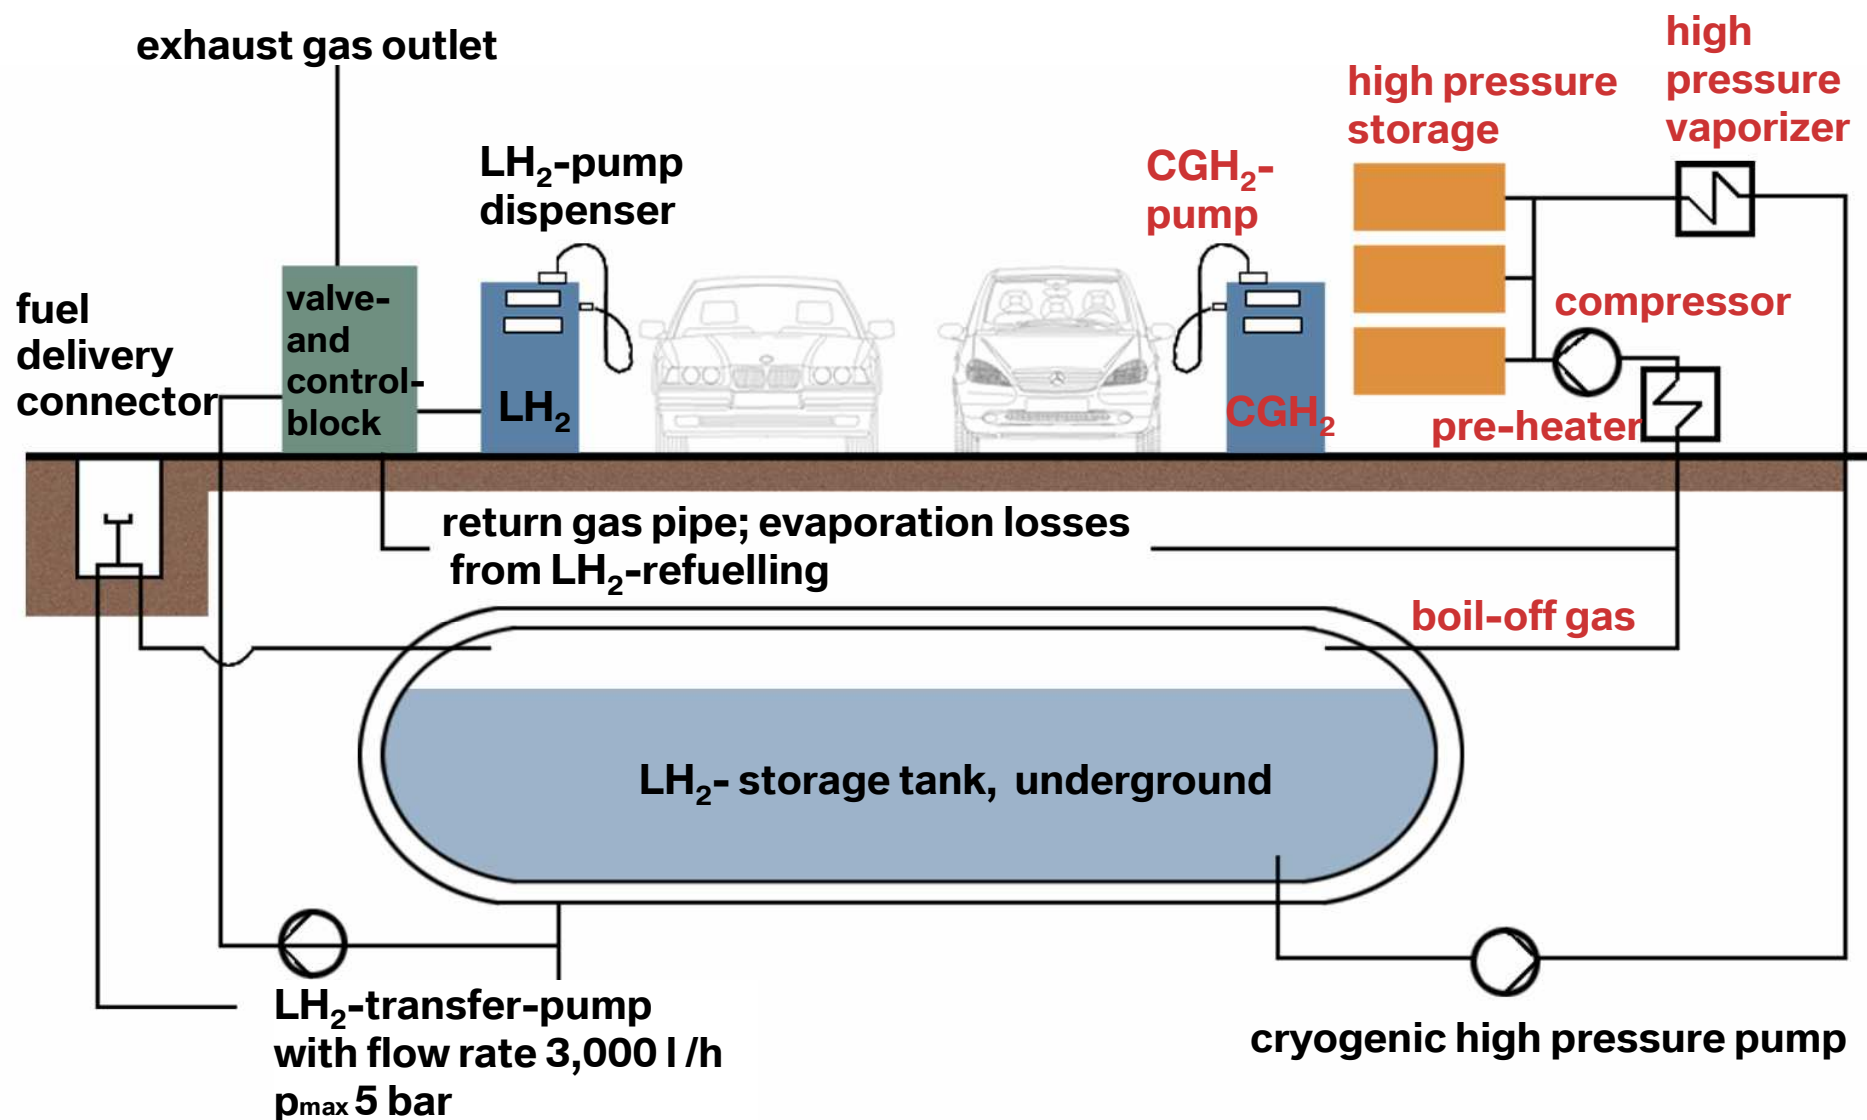 exhaust gas outlet
high
pressure
vaporizer
high pressure
storage
LH₂-pump
dispenser
CGH₂-
pump
fuel
delivery
connector
valve-
and
control-
block
LH₂
CGH₂
compressor
pre-heater
return gas pipe; evaporation losses
from LH₂-refuelling
boil-off gas
LH₂- storage tank, underground
LH₂-transfer-pump
with flow rate 3,000 l /h
pmax 5 bar
cryogenic high pressure pump